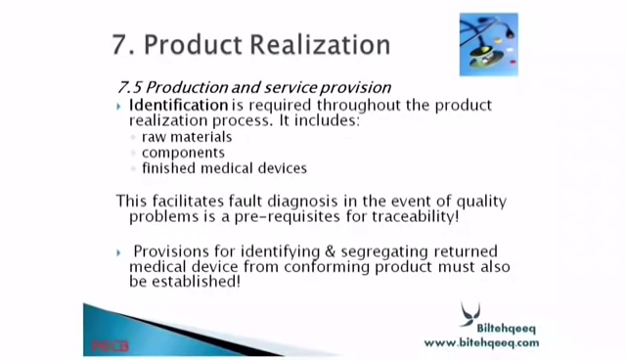 7. Product Realization
7.5 Production and service provision
Identification is required throughout the product
realization process. It includes:
raw materials
components
finished medical devices
This facilitates fault diagnosis in the event of quality
problems is a pre-requisites for traceability!
Provisions for identifying & segregating returned
medical device from conforming product must also
be established!
Biltehqeeq
www.bitehqeeq.com